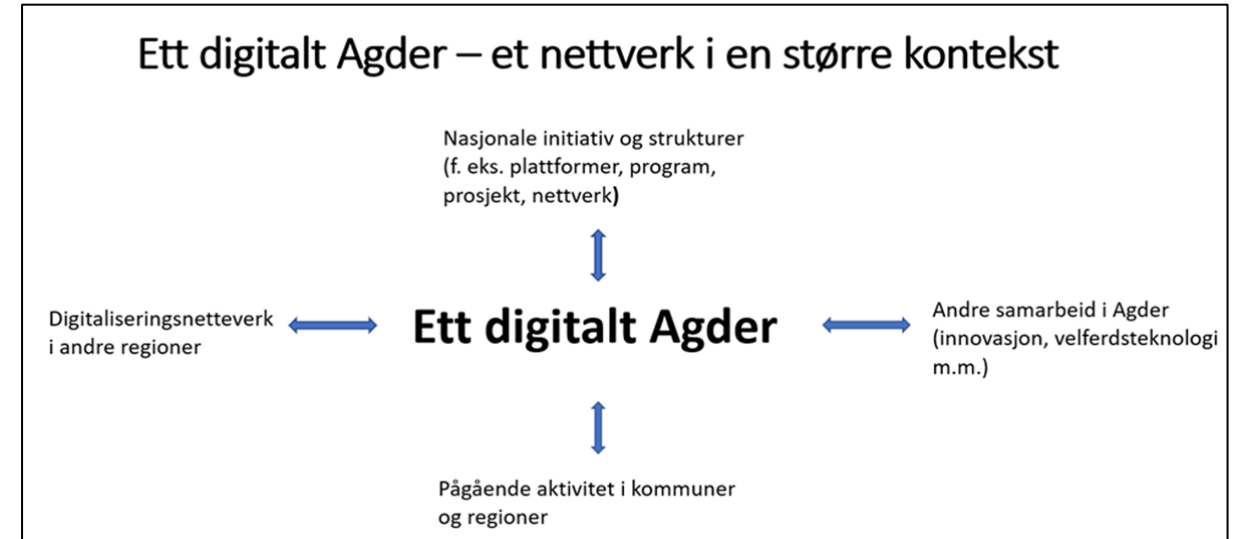 Ett digitalt Agder – et nettverk i en større kontekst
Nasjonale initiativ og strukturer
(f. eks. plattformer, program,
prosjekt, nettverk)
Digitaliseringsnetteverk
i andre regioner
Ett digitalt Agder
Andre samarbeid i Agder
(innovasjon, velferdsteknologi
m.m.)
Pågående aktivitet i kommuner
og regioner